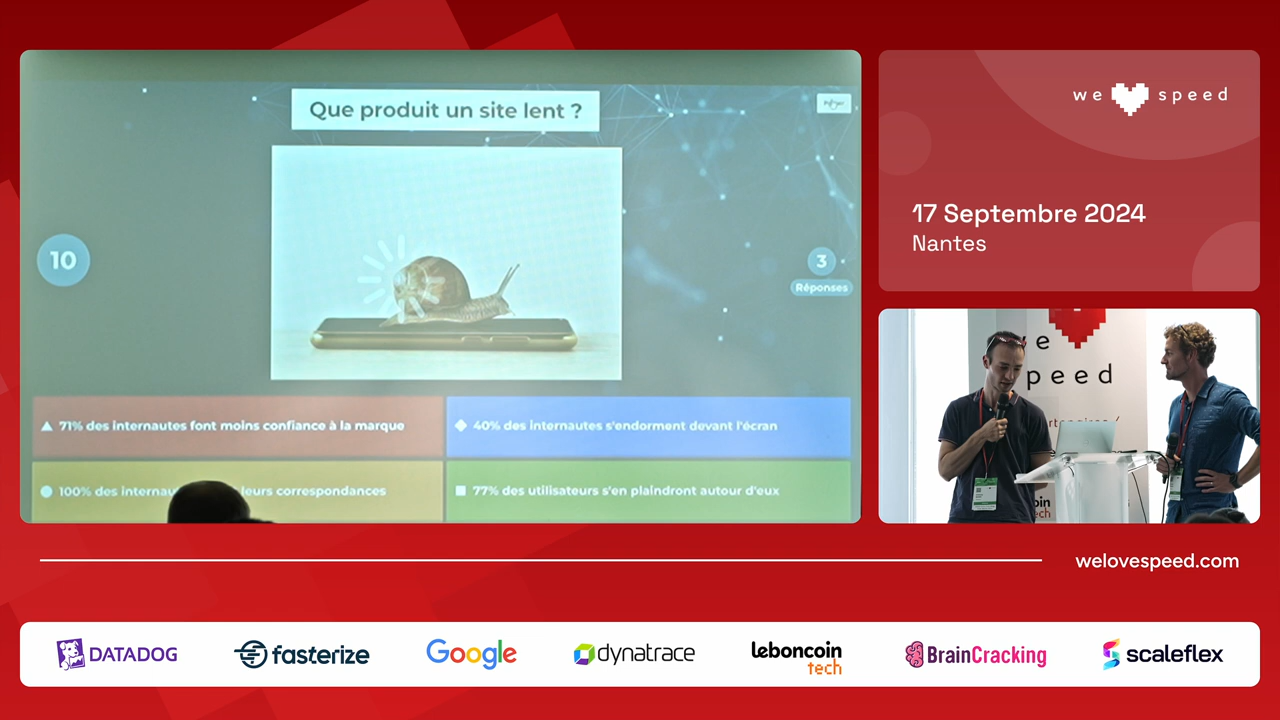 Que produit un site lent ?
10
3
Réponses
71% des internautes font moins confiance à la marque
40% des internautes s'endorment devant l'écran
100% des leurs correspondances
77% des utilisateurs s'en plaindront autour d'eux
we speed
17 Septembre 2024
Nantes
e
peed
tech
welovespeed.com
DATADOG
fasterize
Google
dynatrace
leboncoin
tech
BrainCracking
scaleflex